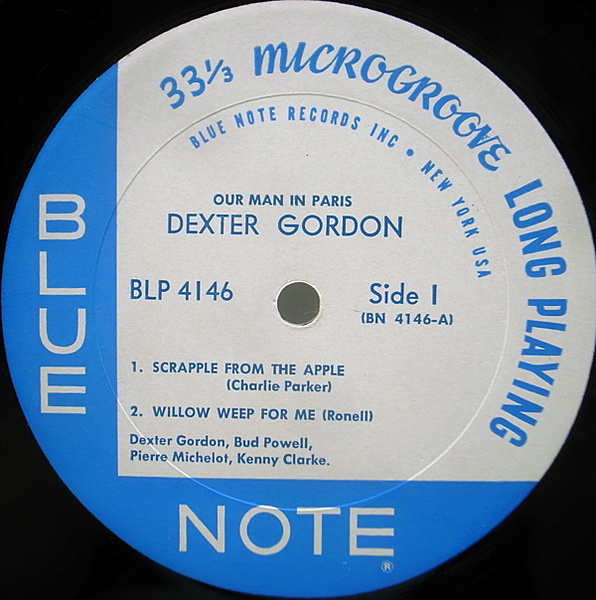 33⅓ MICROGROOVE LONG PLAYING
BLUE NOTE RECORDS INC • NEW YORK USA
OUR MAN IN PARIS
DEXTER GORDON
BLP 4146
Side 1
(BN 4146-A)
1. SCRAPPLE FROM THE APPLE
(Charlie Parker)
2. WILLOW WEEP FOR ME (Ronell)
Dexter Gordon, Bud Powell,
Pierre Michelot, Kenny Clarke.
BLUE
NOTE
®